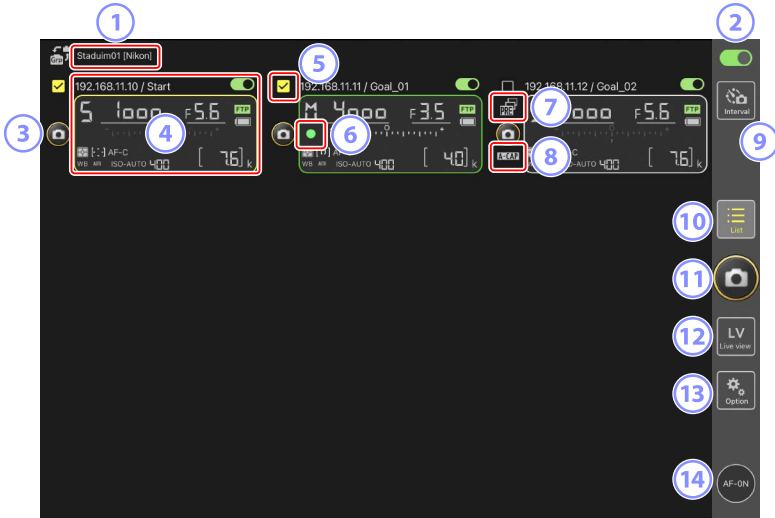 1
2
Grp
Staduim01 [Nikon]
5
192.168.11.10 / Start
192.168.11.11 / Goal_01
192.168.11.12 / Goal_02
Interval
3
S 1000 F5.6 FTP
4
AF-C
WB ISO-AUTO 400 [ 7.6] k
M 4000 F3.5 FTP
6
WB ISO-AUTO 400 [ 4.0] k
7
PREC
000 F5.6 FTP
8
A-CAP
ISO-AUTO 400 [ 7.6] k
9
10
List
11
12
LV
Live view
13
Option
14
AF-ON